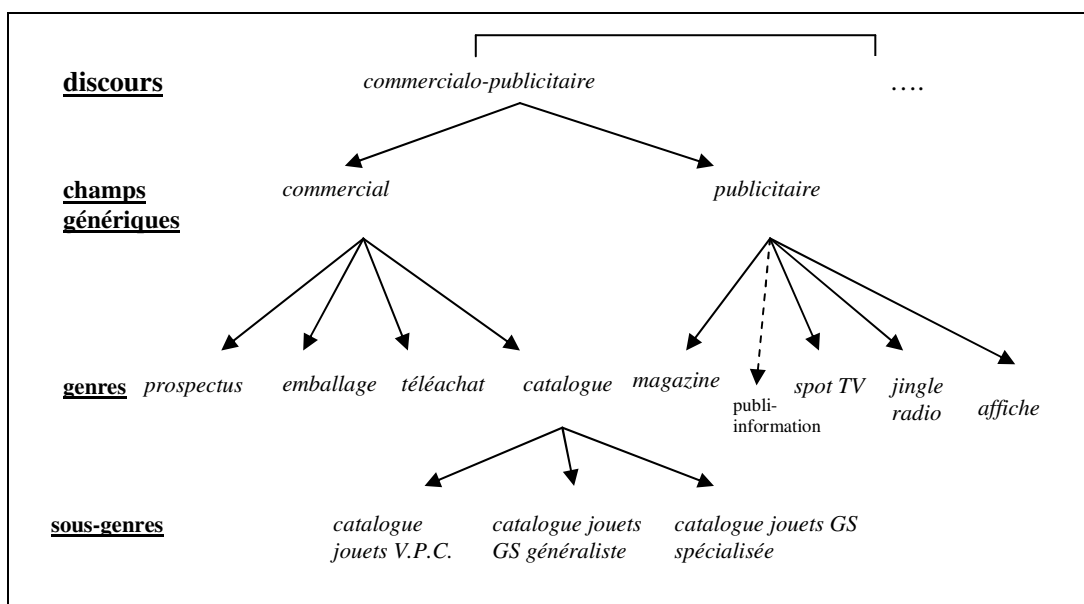 discours commercialo-publicitaire ….
champs génériques commercial publicitaire
genres prospectus emballage téléachat catalogue magazine publi-information spot TV jingle radio affiche
sous-genres catalogue jouets V.P.C. catalogue jouets GS généraliste catalogue jouets GS spécialisée